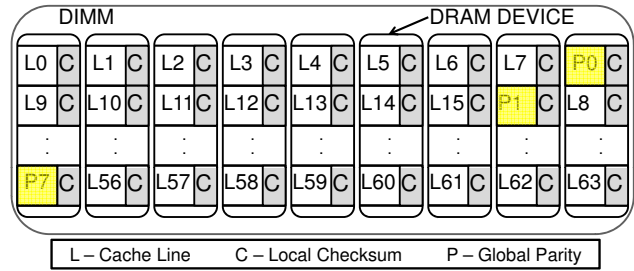 DIMM DRAM DEVICE
L0 C L1 C L2 C L3 C L4 C L5 C L6 C L7 C P0 C
L9 C L10 C L11 C L12 C L13 C L14 C L15 C P1 C L8 C
: : : : : : : : :
P7 C L56 C L57 C L58 C L59 C L60 C L61 C L62 C L63 C
L – Cache Line C – Local Checksum P – Global Parity